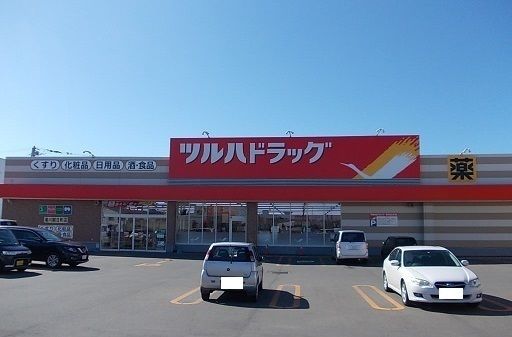 ツルハドラッグ
くすり 化粧品 日用品 酒・食品
薬